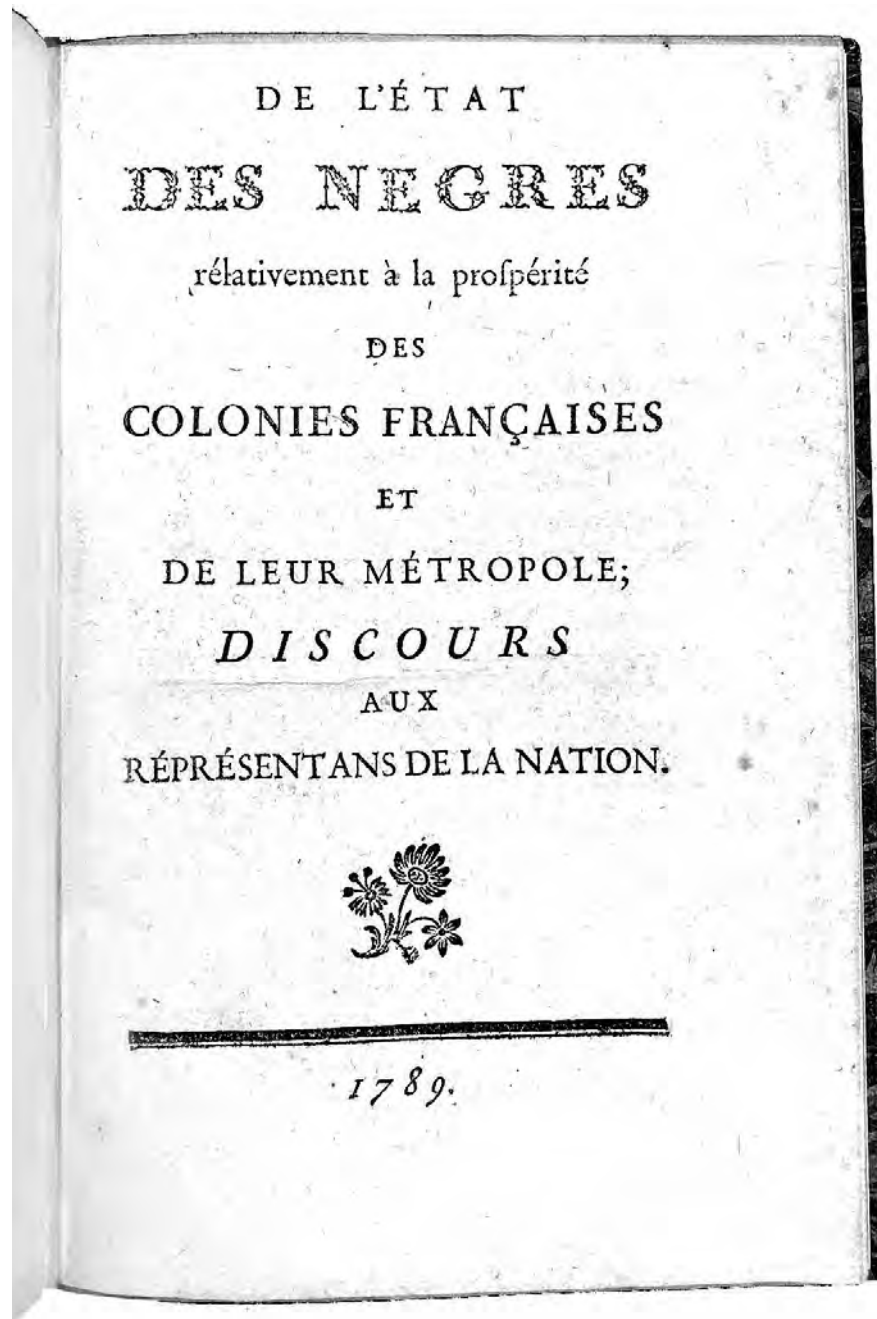 DE L'ÉTAT
DES NEGRES
rélativement à la proſpérité
DES
COLONIES FRANÇAISES
ET
DE LEUR MÉTROPOLE;
DISCOURS
AUX
RÉPRÉSENTANS DE LA NATION.
1789.